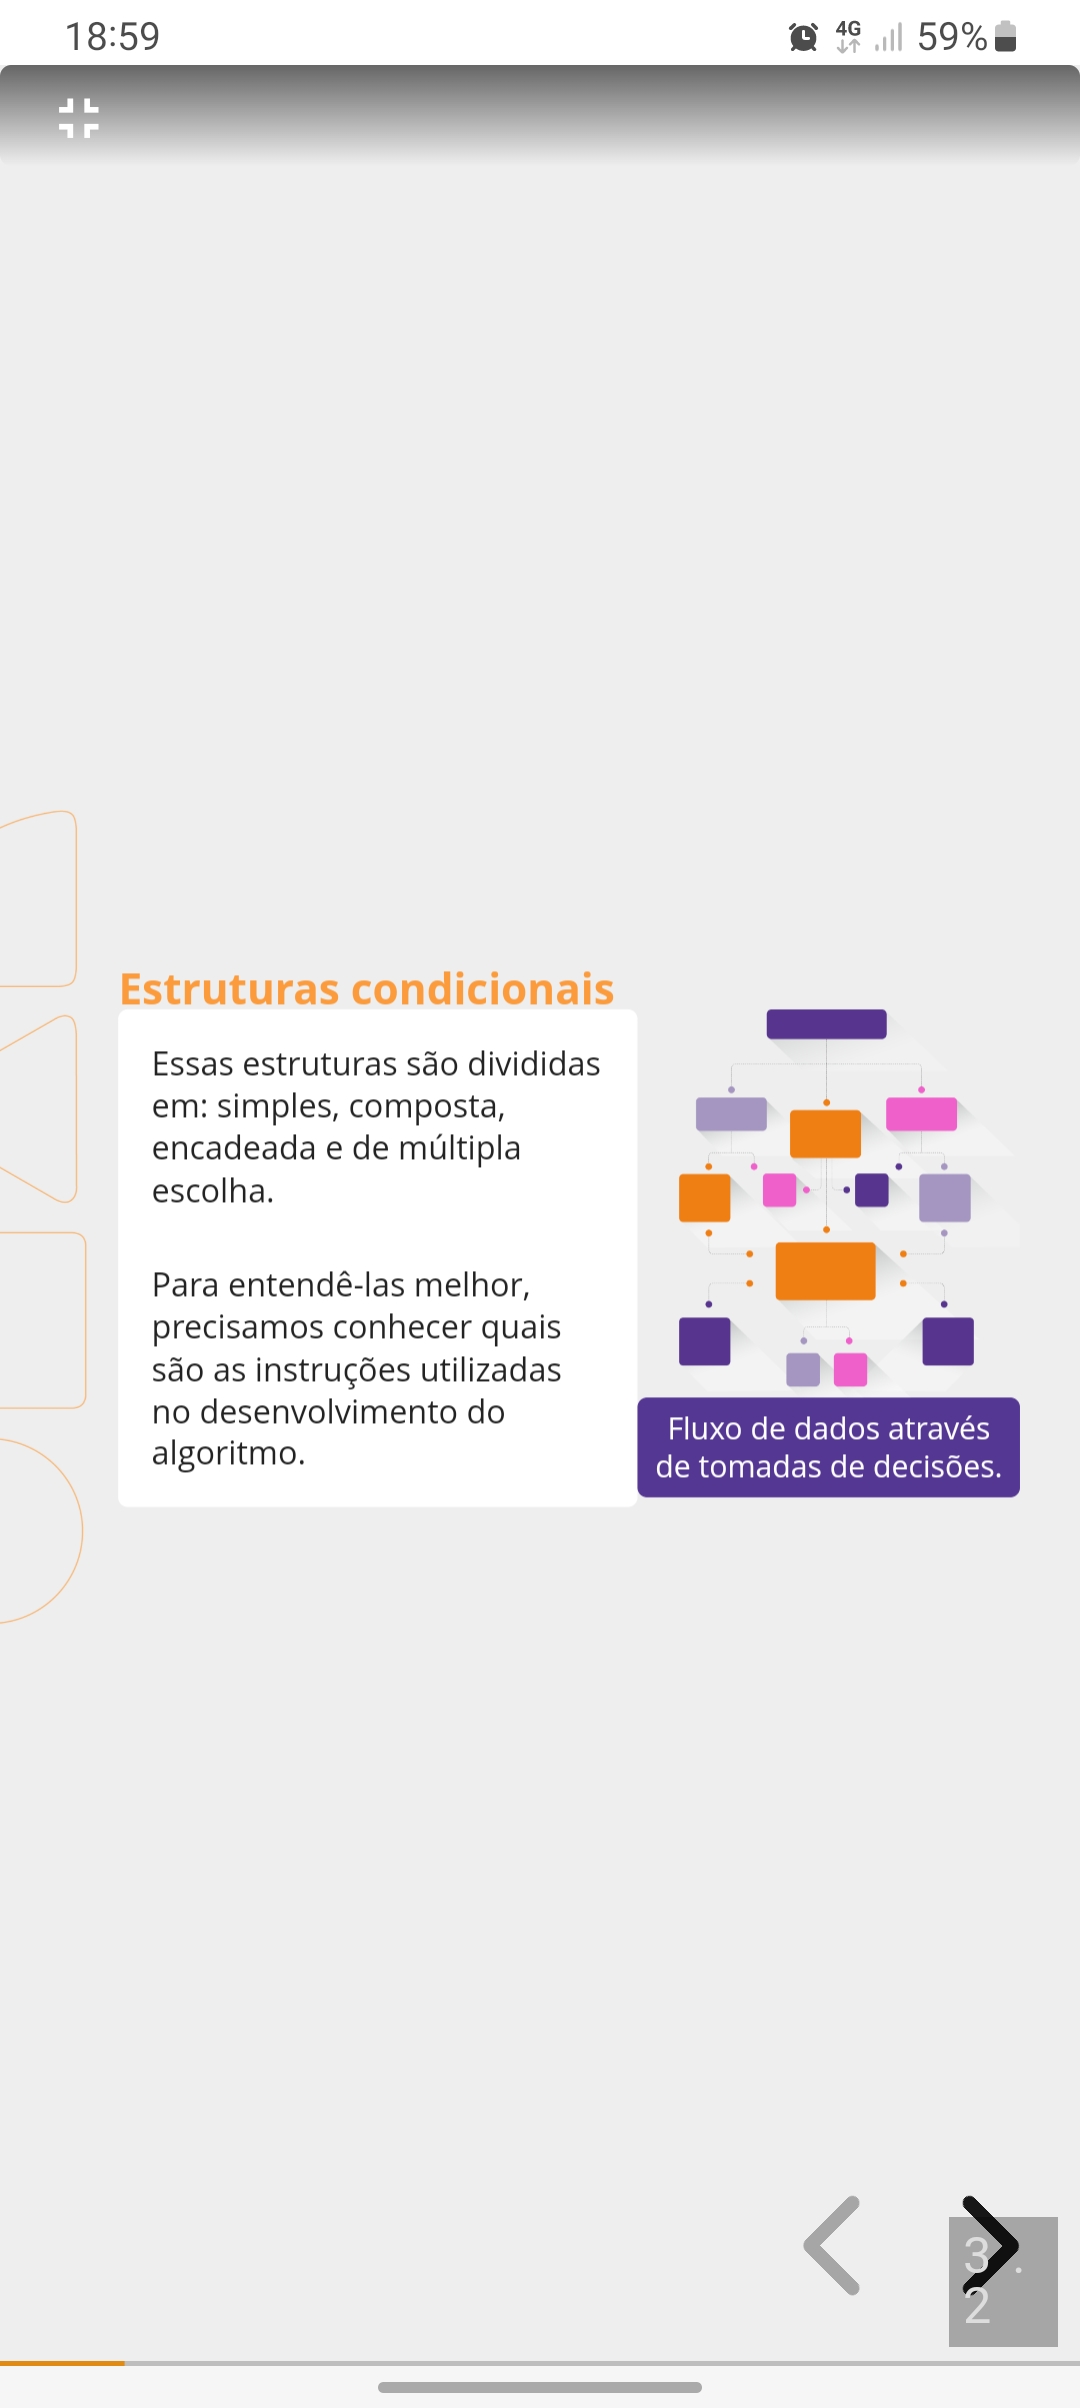 18:59
4G
59%
Estruturas condicionais
Essas estruturas são divididas
em: simples, composta,
encadeada e de múltipla
escolha.
Para entendê-las melhor,
precisamos conhecer quais
são as instruções utilizadas
no desenvolvimento do
algoritmo.
Fluxo de dados através
de tomadas de decisões.
3 .
2